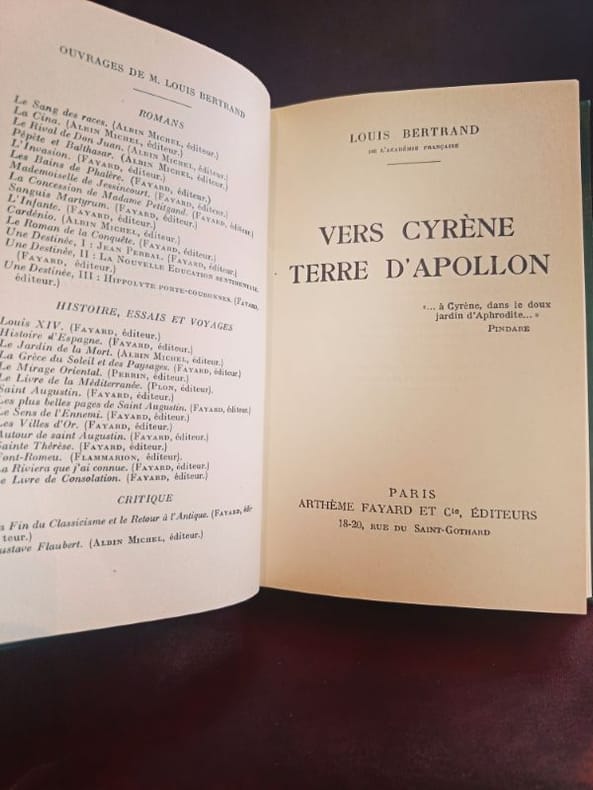 OUVRAGES DE M. LOUIS BERTRAND
ROMANS
Le Sang des races. (ALBIN MICHEL, éditeur.)
La Cina. (ALBIN MICHEL, éditeur.)
Le Rival de Don Juan. (ALBIN MICHEL, éditeur.)
Pépète et Balthasar. (ALBIN MICHEL, éditeur.)
L'Invasion. (FAYARD, éditeur.)
Les Bains de Phalère. (FAYARD, éditeur.)
Mademoiselle de Jessincourt. (FAYARD, éditeur.)
La Concession de Madame Petitgand. (FAYARD, éditeur)
Sanguis Martyrum. (FAYARD, éditeur.)
L'Infante. (FAYARD, éditeur.)
Cardénio. (ALBIN MICHEL, éditeur.)
Le Roman de la Conquête. (FAYARD, éditeur.)
Une Destinée, I : JEAN PERBAL. (FAYARD, éditeur.)
Une Destinée, II : LA NOUVELLE EDUCATION SENTIMENTALE.
(FAYARD, éditeur.)
Une Destinée, III : HIPPOLYTE PORTE-COURONNES. (FAYARD,
éditeur.)
HISTOIRE, ESSAIS ET VOYAGES
Louis XIV. (FAYARD, éditeur.)
Histoire d'Espagne. (FAYARD, éditeur.)
Le Jardin de la Mort. (ALBIN MICHEL, éditeur.)
La Grèce du Soleil et des Paysages. (FAYARD, éditeur.)
Le Mirage Oriental. (PERRIN, éditeur.)
Le Livre de la Méditerranée. (PLON, éditeur).
Saint Augustin. (FAYARD, éditeur.)
es plus belles pages de Saint Augustin. (FAYARD, éditeur.)
e Sens de l'Ennemi. (FAYARD, éditeur.)
es Villes d'Or. (FAYARD, éditeur.)
Autour de saint Augustin. (FAYARD, éditeur.)
ainte Thérèse. (FAYARD, éditeur.)
ont-Romeu. (FLAMMARION, éditeur).
a Riviera que j'ai connue. (FAYARD, éditeur.)
e Livre de Consolation. (FAYARD, éditeur.)
CRITIQUE
a Fin du Classicisme et le Retour à l'Antique. (FAYARD, édi-
teur.)
ustave Flaubert. (ALBIN MICHEL, éditeur.)
LOUIS BERTRAND
DE L'ACADÉMIE FRANÇAISE
VERS CYRÈNE
TERRE D'APOLLON
"... à Cyrène, dans le doux
jardin d'Aphrodite..."
PINDARE
PARIS
ARTHÈME FAYARD ET Cie, ÉDITEURS
18-20, RUE DU SAINT-GOTHARD